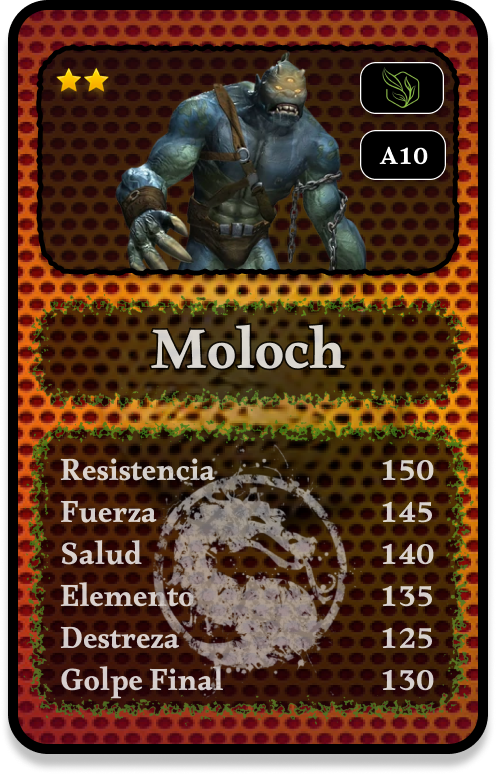 A10
Moloch
Resistencia 150
Fuerza 145
Salud 140
Elemento 135
Destreza 125
Golpe Final 130